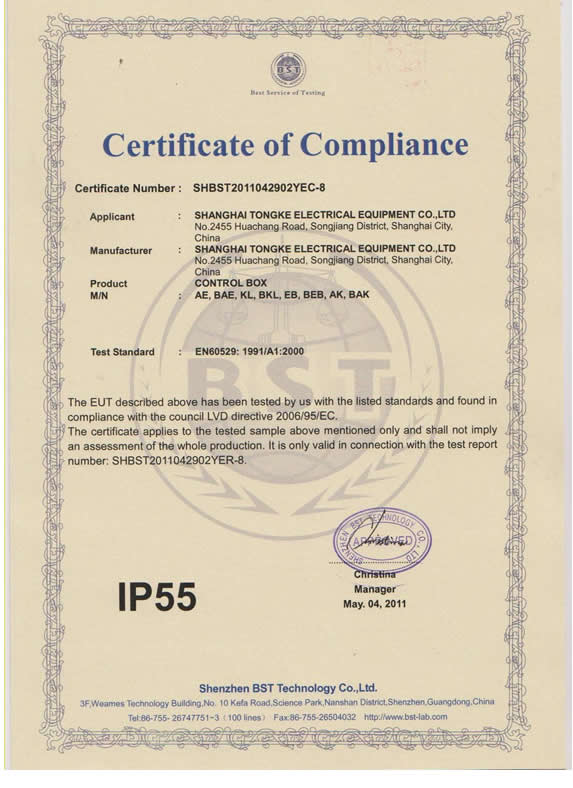 BST
Best Service of Testing
Certificate of Compliance
Certificate Number : SHBST2011042902YEC-8
Applicant : SHANGHAI TONGKE ELECTRICAL EQUIPMENT CO.,LTD
No.2455 Huachang Road, Songjiang District, Shanghai City,
China
Manufacturer : SHANGHAI TONGKE ELECTRICAL EQUIPMENT CO.,LTD
No.2455 Huachang Road, Songjiang District, Shanghai City,
China
Product : CONTROL BOX
M/N : AE, BAE, KL, BKL, EB, BEB, AK, BAK
Test Standard : EN60529: 1991/A1:2000
BST
The EUT described above has been tested by us with the listed standards and found in
compliance with the council LVD directive 2006/95/EC.
The certificate applies to the tested sample above mentioned only and shall not imply
an assessment of the whole production. It is only valid in connection with the test report
number: SHBST2011042902YER-8.
SHENZHEN BST TECHNOLOGY CO., LTD
APPROVED
Christina
Manager
May. 04, 2011
IP55
Shenzhen BST Technology Co.,Ltd.
3F,Weames Technology Building,No. 10 Kefa Road,Science Park,Nanshan District,Shenzhen,Guangdong,China
Tel:86-755- 26747751~3 (100 lines) Fax:86-755-26504032 http://www.bst-lab.com